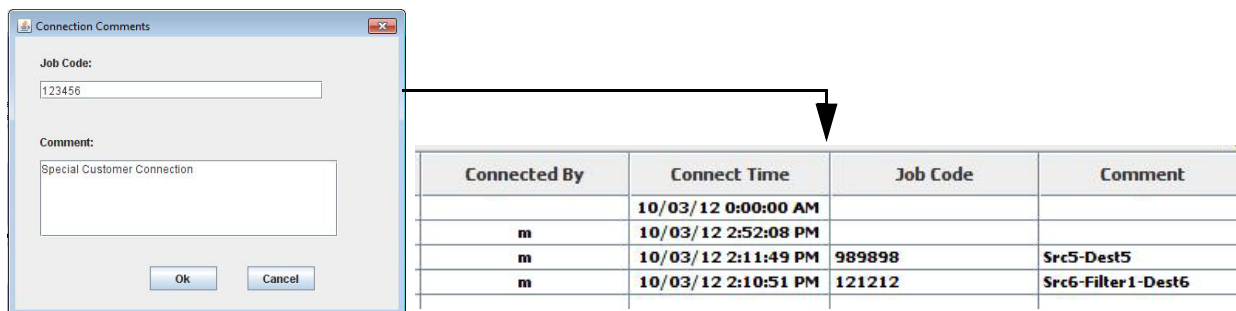 Connection Comments
Job Code:
123456
Comment:
Special Customer Connection
Ok Cancel
Connected By Connect Time Job Code Comment
10/03/12 0:00:00 AM
m 10/03/12 2:52:08 PM
m 10/03/12 2:11:49 PM 989898 Src5-Dest5
m 10/03/12 2:10:51 PM 121212 Src6-Filter1-Dest6